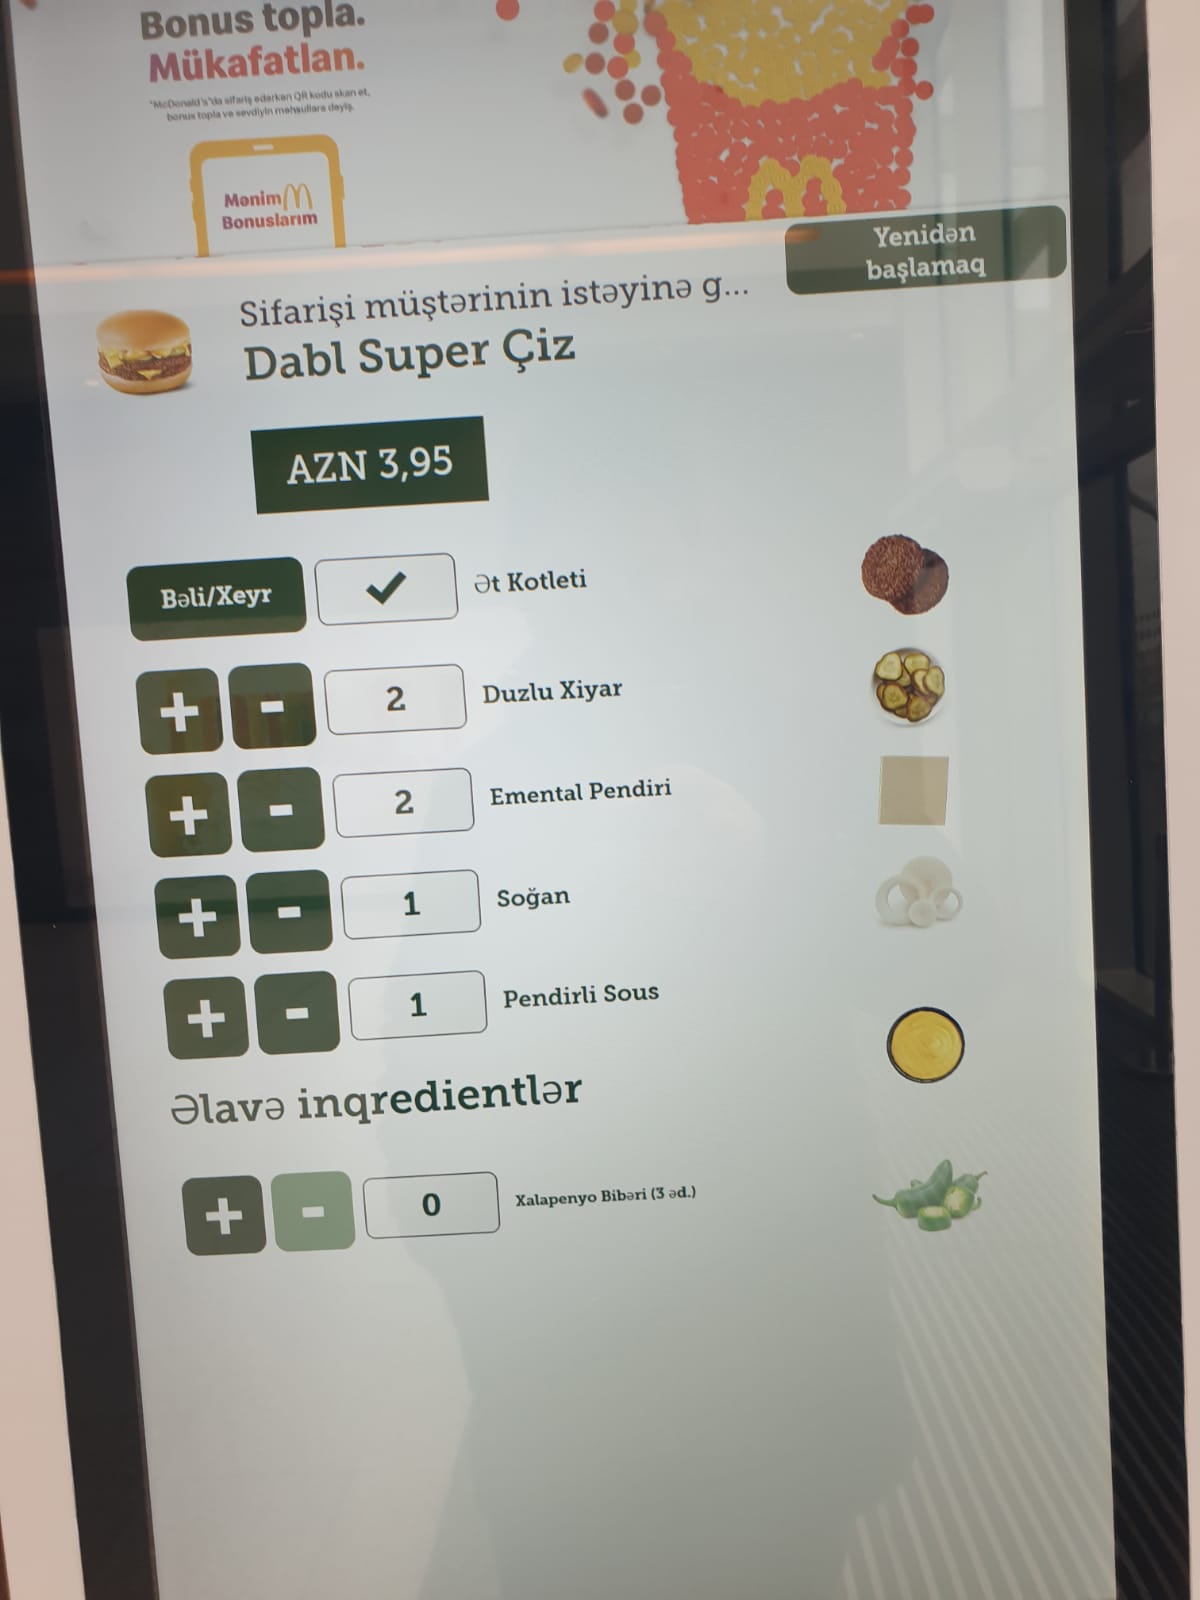 Bonus topla.
Mükafatlan.
"McDonald's"da sifariş edərkən QR kodu skan et,
bonus topla və sevdiyin məhsullara dəyiş.
Mənim
Bonuslarım
Yenidən
başlamaq
Sifarişi müştərinin istəyinə g...
Dabl Super Çiz
AZN 3,95
Bəli/Xeyr ✓ Ət Kotleti
+ - 2 Duzlu Xiyar
+ - 2 Emental Pendiri
+ - 1 Soğan
+ - 1 Pendirli Sous
Əlavə inqredientlər
+ - 0 Xalapenyo Bibəri (3 əd.)